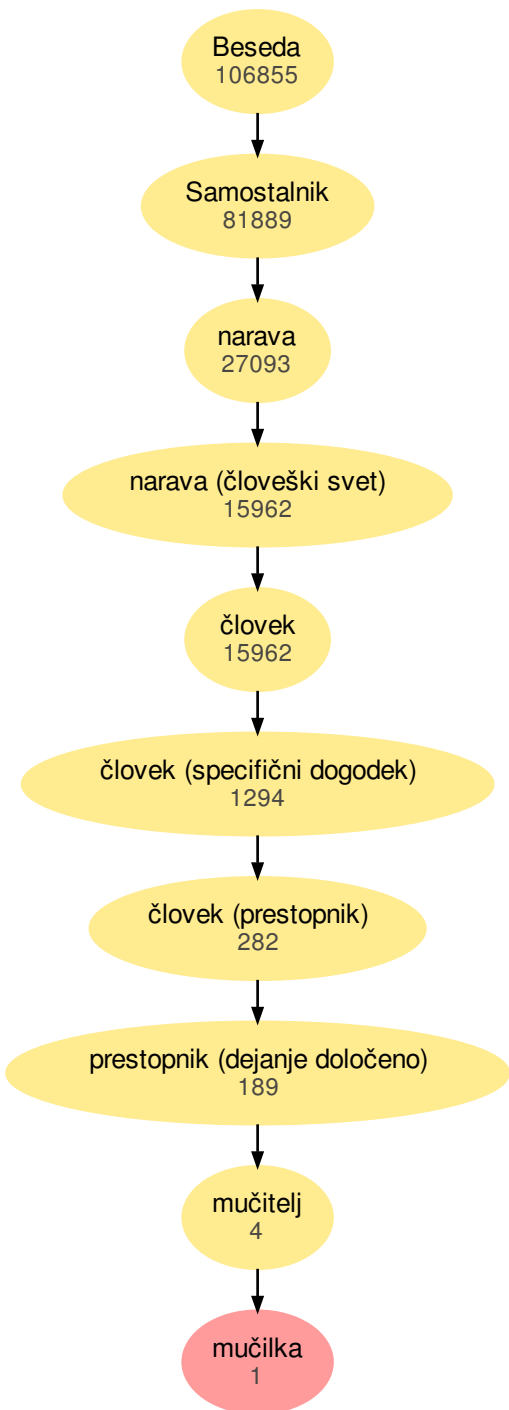 Beseda
106855
Samostalnik
81889
narava
27093
narava (človeški svet)
15962
človek
15962
človek (specifični dogodek)
1294
človek (prestopnik)
282
prestopnik (dejanje določeno)
189
mučitelj
4
mučilka
1